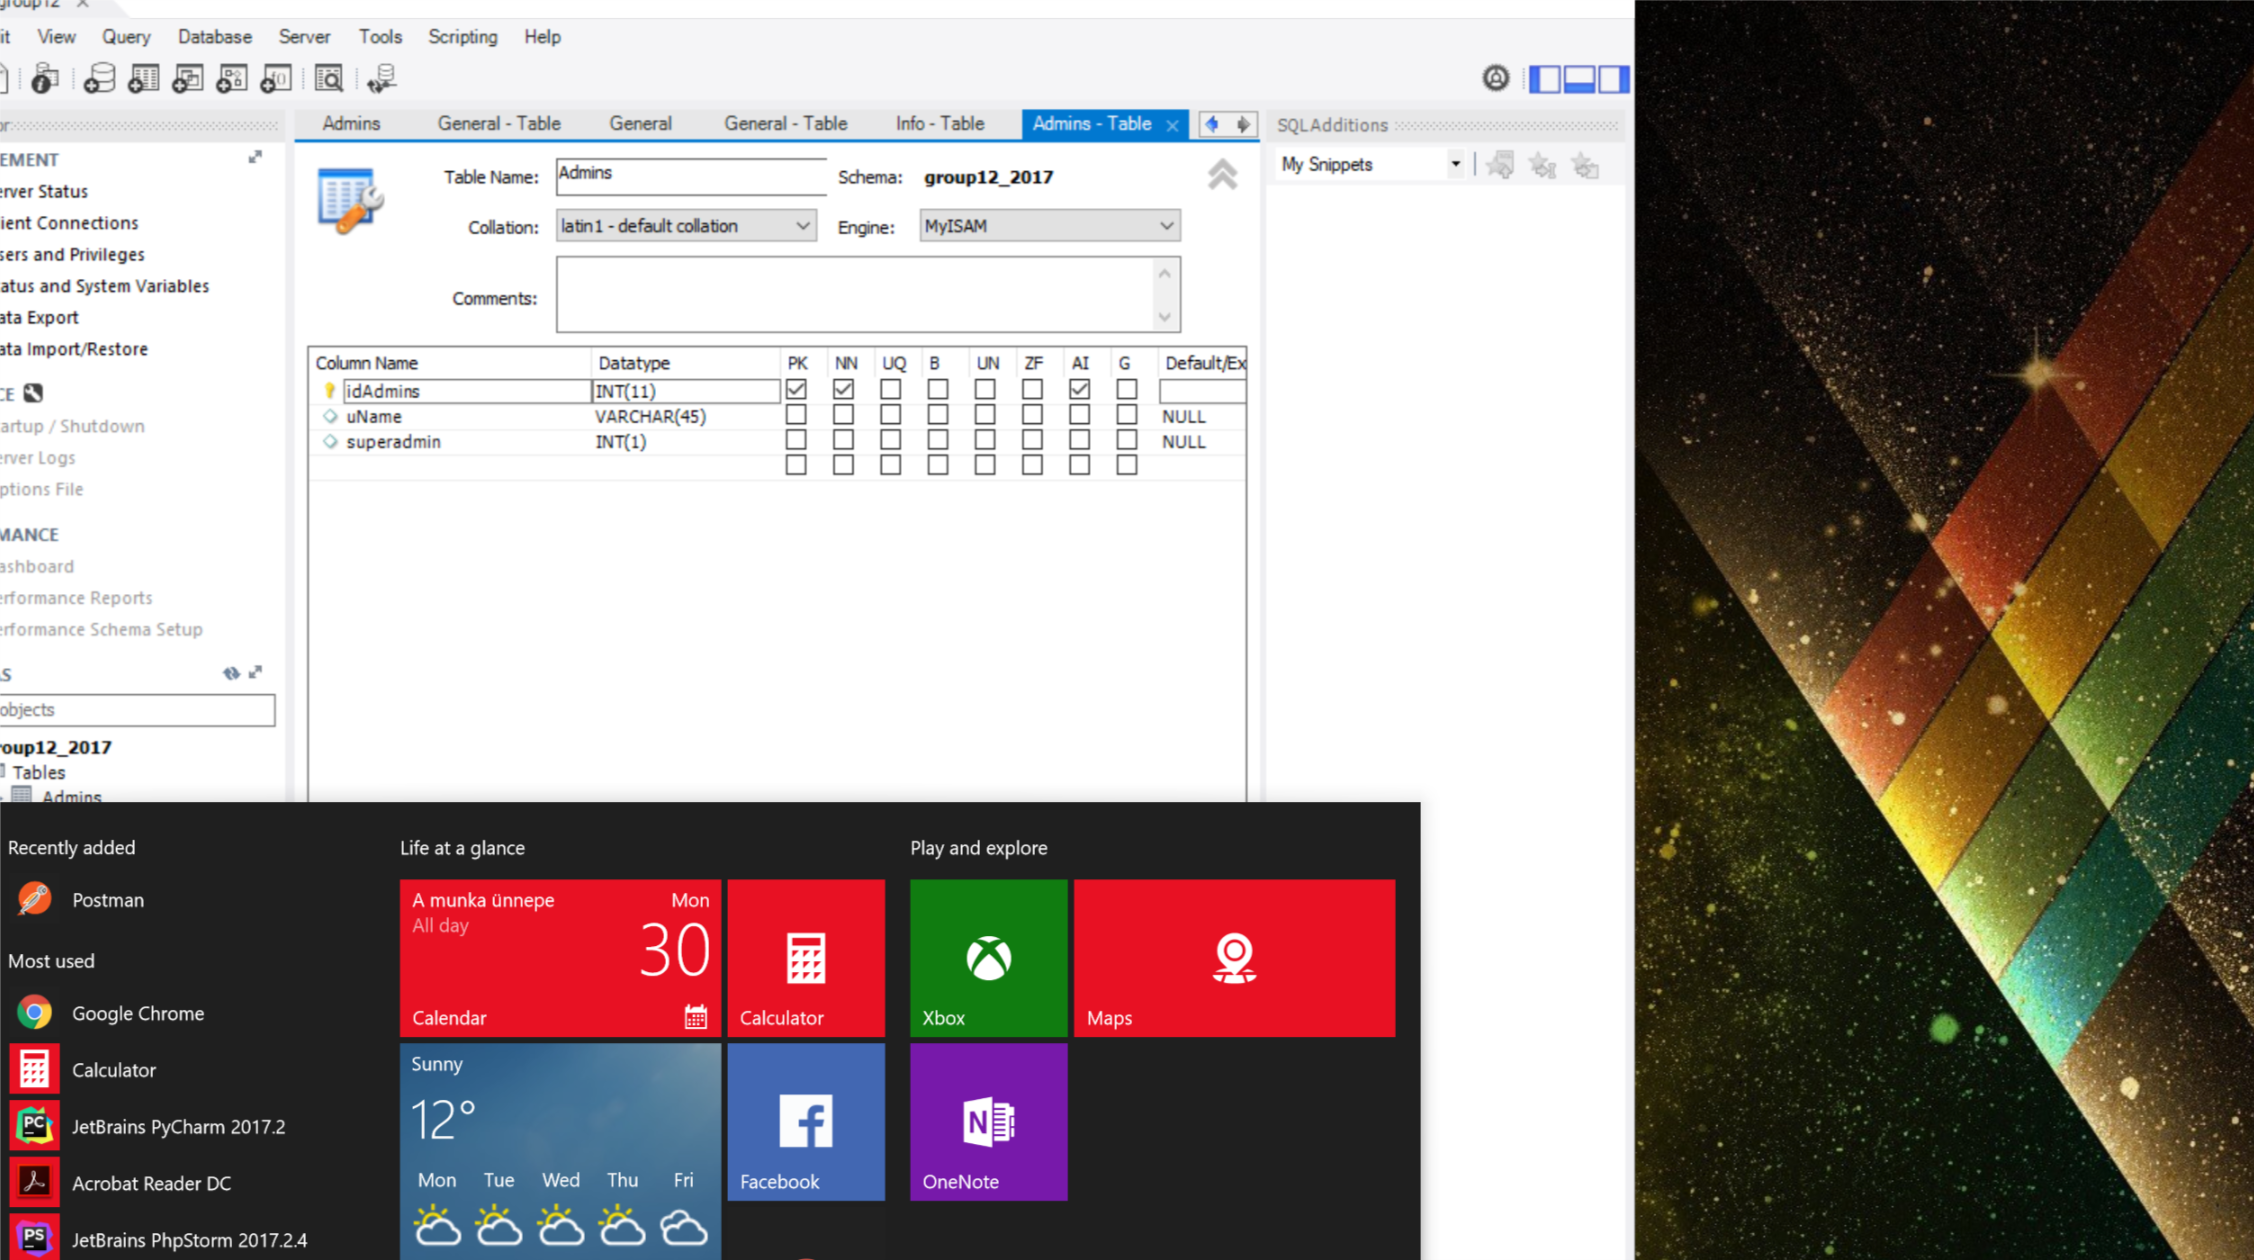 group12
it View Query Database Server Tools Scripting Help
Admins General - Table General General - Table Info - Table Admins - Table
SQLAdditions
My Snippets
EMENT
erver Status
lient Connections
sers and Privileges
atus and System Variables
ata Export
ata Import/Restore
CE
artup / Shutdown
erver Logs
ptions File
MANCE
ashboard
erformance Reports
erformance Schema Setup
AS
objects
roup12_2017
Tables
Admins
Table Name: Admins Schema: group12_2017
Collation: latin1 - default collation Engine: MyISAM
Comments:
Column Name Datatype PK NN UQ B UN ZF AI G Default/Ex
idAdmins INT(11)
uName VARCHAR(45) NULL
superadmin INT(1) NULL
Recently added
Postman
Most used
Google Chrome
Calculator
JetBrains PyCharm 2017.2
Acrobat Reader DC
JetBrains PhpStorm 2017.2.4
Life at a glance
A munka ünnepe Mon
All day 30
Calendar
Calculator
Sunny
12°
Mon Tue Wed Thu Fri
Facebook
Play and explore
Xbox
Maps
OneNote